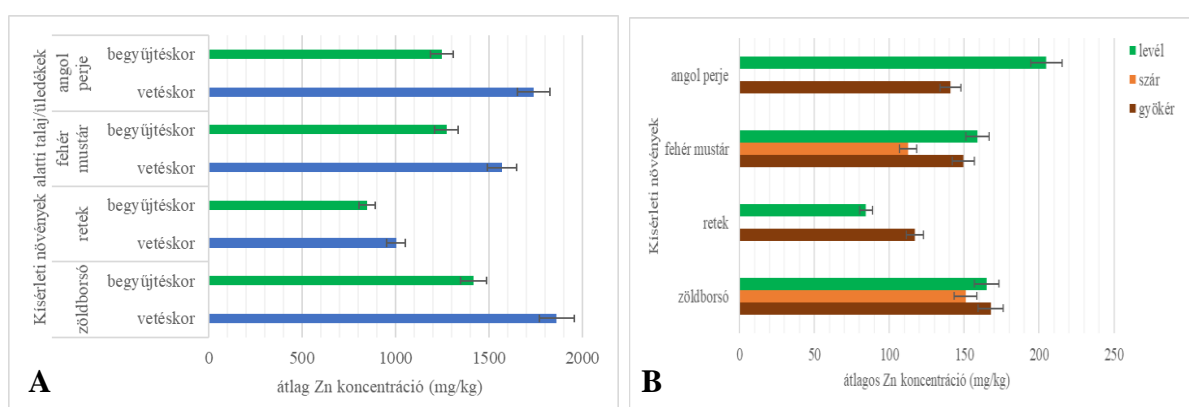 Kísérleti növények alatti talaj/üledékek
angol perje
begyűjtéskor
vetéskor
fehér mustár
begyűjtéskor
vetéskor
retek
begyűjtéskor
vetéskor
zöldborsó
begyűjtéskor
vetéskor
0 500 1000 1500 2000
átlag Zn koncentráció (mg/kg)
A
Kísérleti növények
angol perje
fehér mustár
retek
zöldborsó
0 50 100 150 200 250
átlagos Zn koncentráció (mg/kg)
levél
szár
gyökér
B